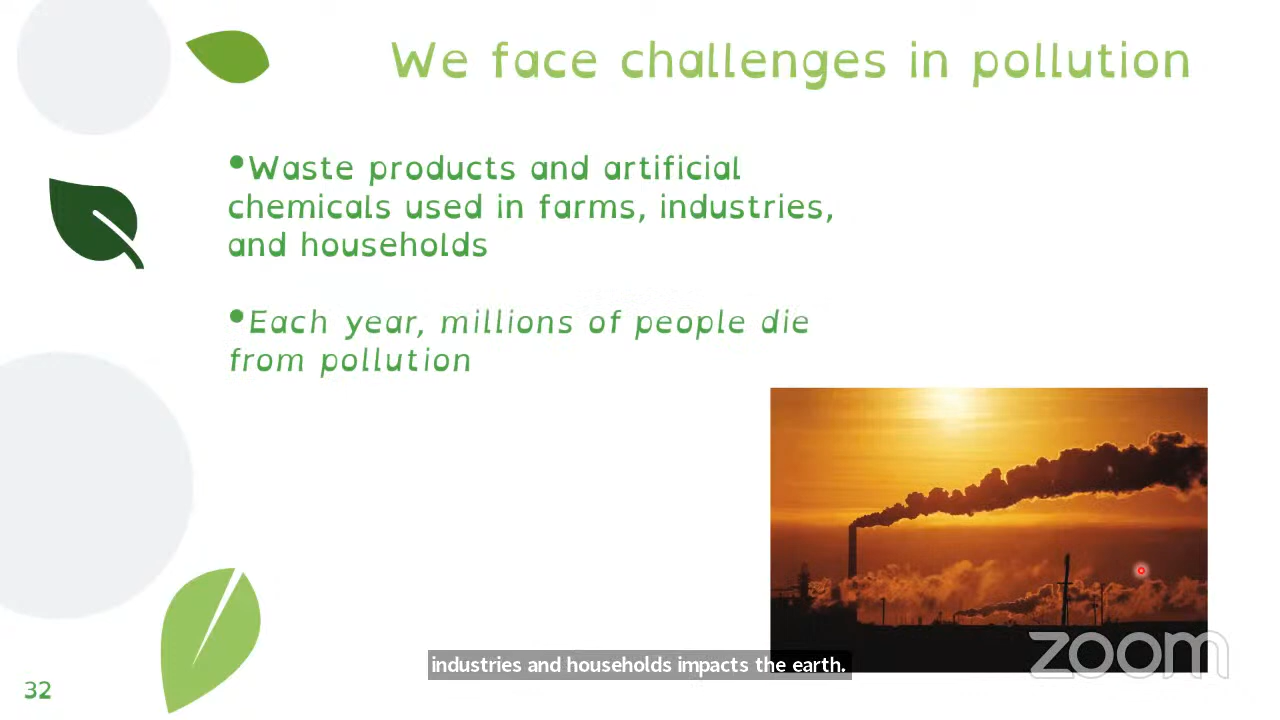 We face challenges in pollution
•Waste products and artificial
chemicals used in farms, industries,
and households
•Each year, millions of people die
from pollution
industries and households impacts the earth.
zoom
32